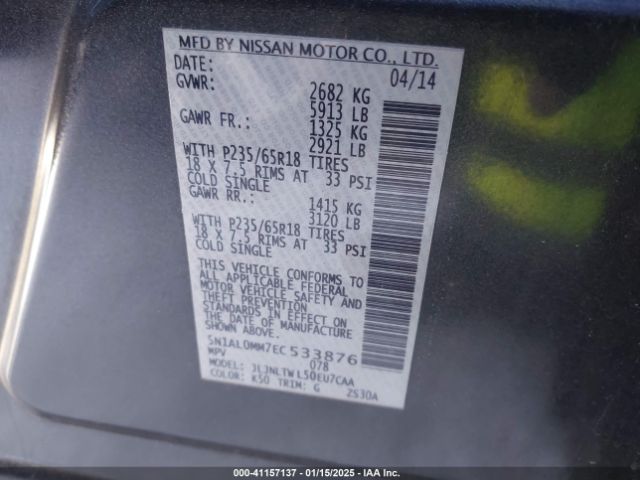 MFD BY NISSAN MOTOR CO., LTD.
DATE: 04/14
GVWR: 2682 KG
5913 LB
GAWR FR.: 1325 KG
2921 LB
WITH P235/65R18 TIRES
18 X 7.5 RIMS AT 33 PSI
COLD SINGLE
GAWR RR.: 1415 KG
3120 LB
WITH P235/65R18 TIRES
18 X 7.5 RIMS AT 33 PSI
COLD SINGLE
THIS VEHICLE CONFORMS TO
ALL APPLICABLE FEDERAL
MOTOR VEHICLE SAFETY AND
THEFT PREVENTION
STANDARDS IN EFFECT ON
THE DATE OF MANUFACTURE
SHOWN ABOVE.
5N1AL0MM7EC533876
MPV 078
MODEL: JLJNLTWL50EU7CAA
COLOR: K50 TRIM: G ZS30A
000-41157137 - 01/15/2025 - IAA Inc.